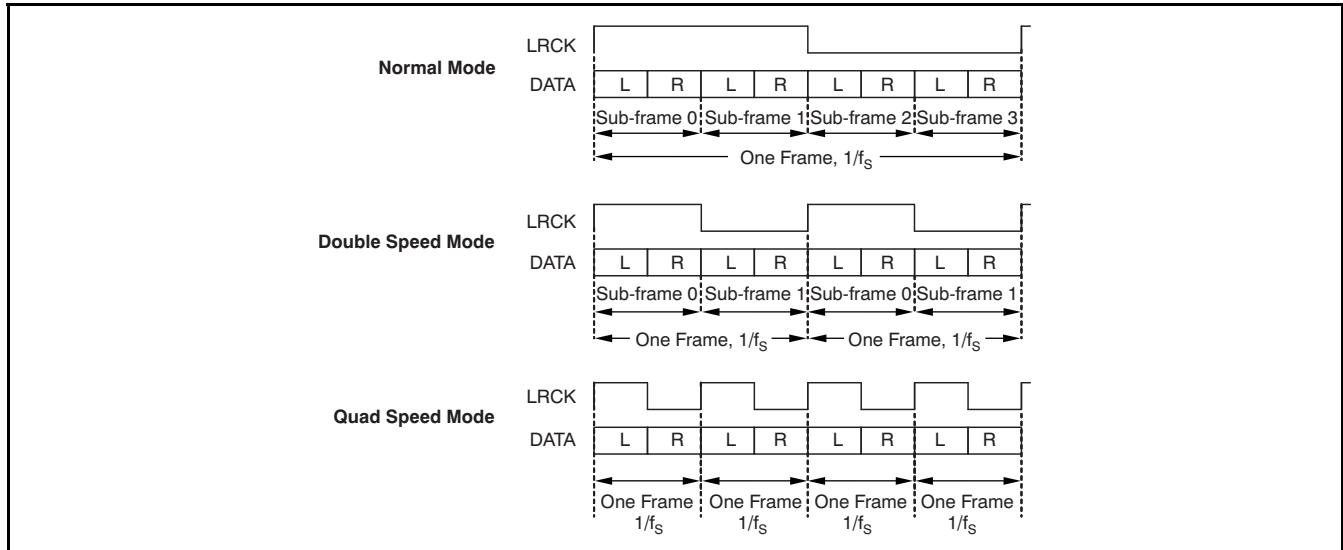 LRCK
Normal Mode
DATA L R L R L R L R
Sub-frame 0 Sub-frame 1 Sub-frame 2 Sub-frame 3
One Frame, 1/fS
LRCK
Double Speed Mode
DATA L R L R L R L R
Sub-frame 0 Sub-frame 1 Sub-frame 0 Sub-frame 1
One Frame, 1/fS One Frame, 1/fS
LRCK
Quad Speed Mode
DATA L R L R L R L R
One Frame One Frame One Frame One Frame
1/fS 1/fS 1/fS 1/fS